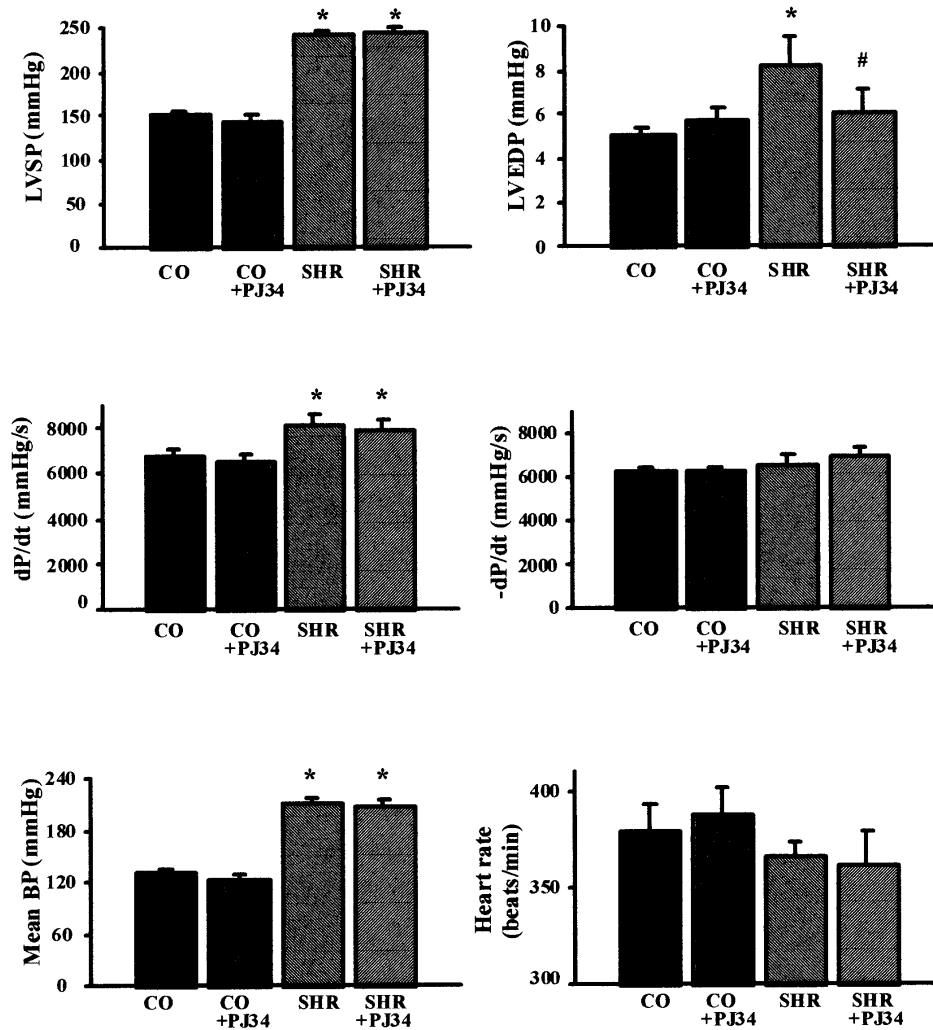 LVSP (mmHg)
250
200
150
100
50
0
* *
CO CO SHR SHR
+PJ34 +PJ34
LVEDP (mmHg)
10
8
6
4
2
0
* #
CO CO SHR SHR
+PJ34 +PJ34
dP/dt (mmHg/s)
8000
6000
4000
2000
0
* *
CO CO SHR SHR
+PJ34 +PJ34
-dP/dt (mmHg/s)
8000
6000
4000
2000
0
CO CO SHR SHR
+PJ34 +PJ34
Mean BP (mmHg)
240
180
120
60
0
* *
CO CO SHR SHR
+PJ34 +PJ34
Heart rate
(beats/min)
400
350
300
CO CO SHR SHR
+PJ34 +PJ34